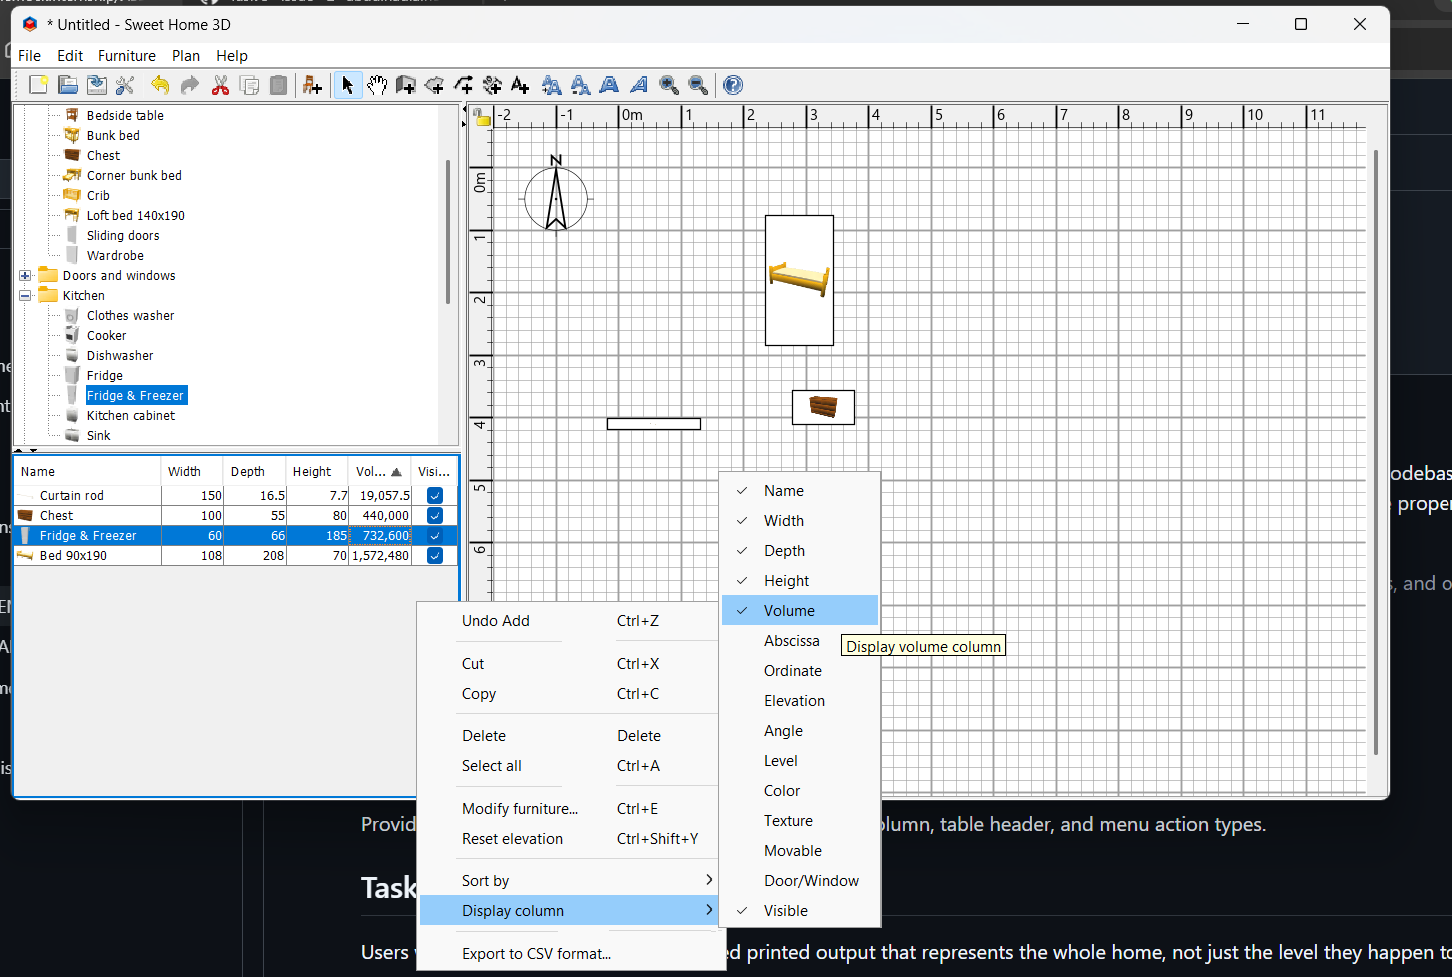 * Untitled - Sweet Home 3D
File Edit Furniture Plan Help
Bedside table
Bunk bed
Chest
Corner bunk bed
Crib
Loft bed 140x190
Sliding doors
Wardrobe
Doors and windows
Kitchen
Clothes washer
Cooker
Dishwasher
Fridge
Fridge & Freezer
Kitchen cabinet
Sink
Name Width Depth Height Vol... Visi...
Curtain rod 150 16.5 7.7 19,057.5
Chest 100 55 80 440,000
Fridge & Freezer 60 66 185 732,600
Bed 90x190 108 208 70 1,572,480
-2 -1 0m 1 2 3 4 5 6 7 8 9 10 11
0m
1
2
3
4
5
6
N
Undo Add Ctrl+Z
Cut Ctrl+X
Copy Ctrl+C
Delete Delete
Select all Ctrl+A
Modify furniture... Ctrl+E
Reset elevation Ctrl+Shift+Y
Sort by
Display column
Export to CSV format...
Name
Width
Depth
Height
Volume
Abscissa
Ordinate
Elevation
Angle
Level
Color
Texture
Movable
Door/Window
Visible
Display volume column
odebas
proper
s, and o
Provid
olumn, table header, and menu action types.
Task
Users
ed printed output that represents the whole home, not just the level they happen to